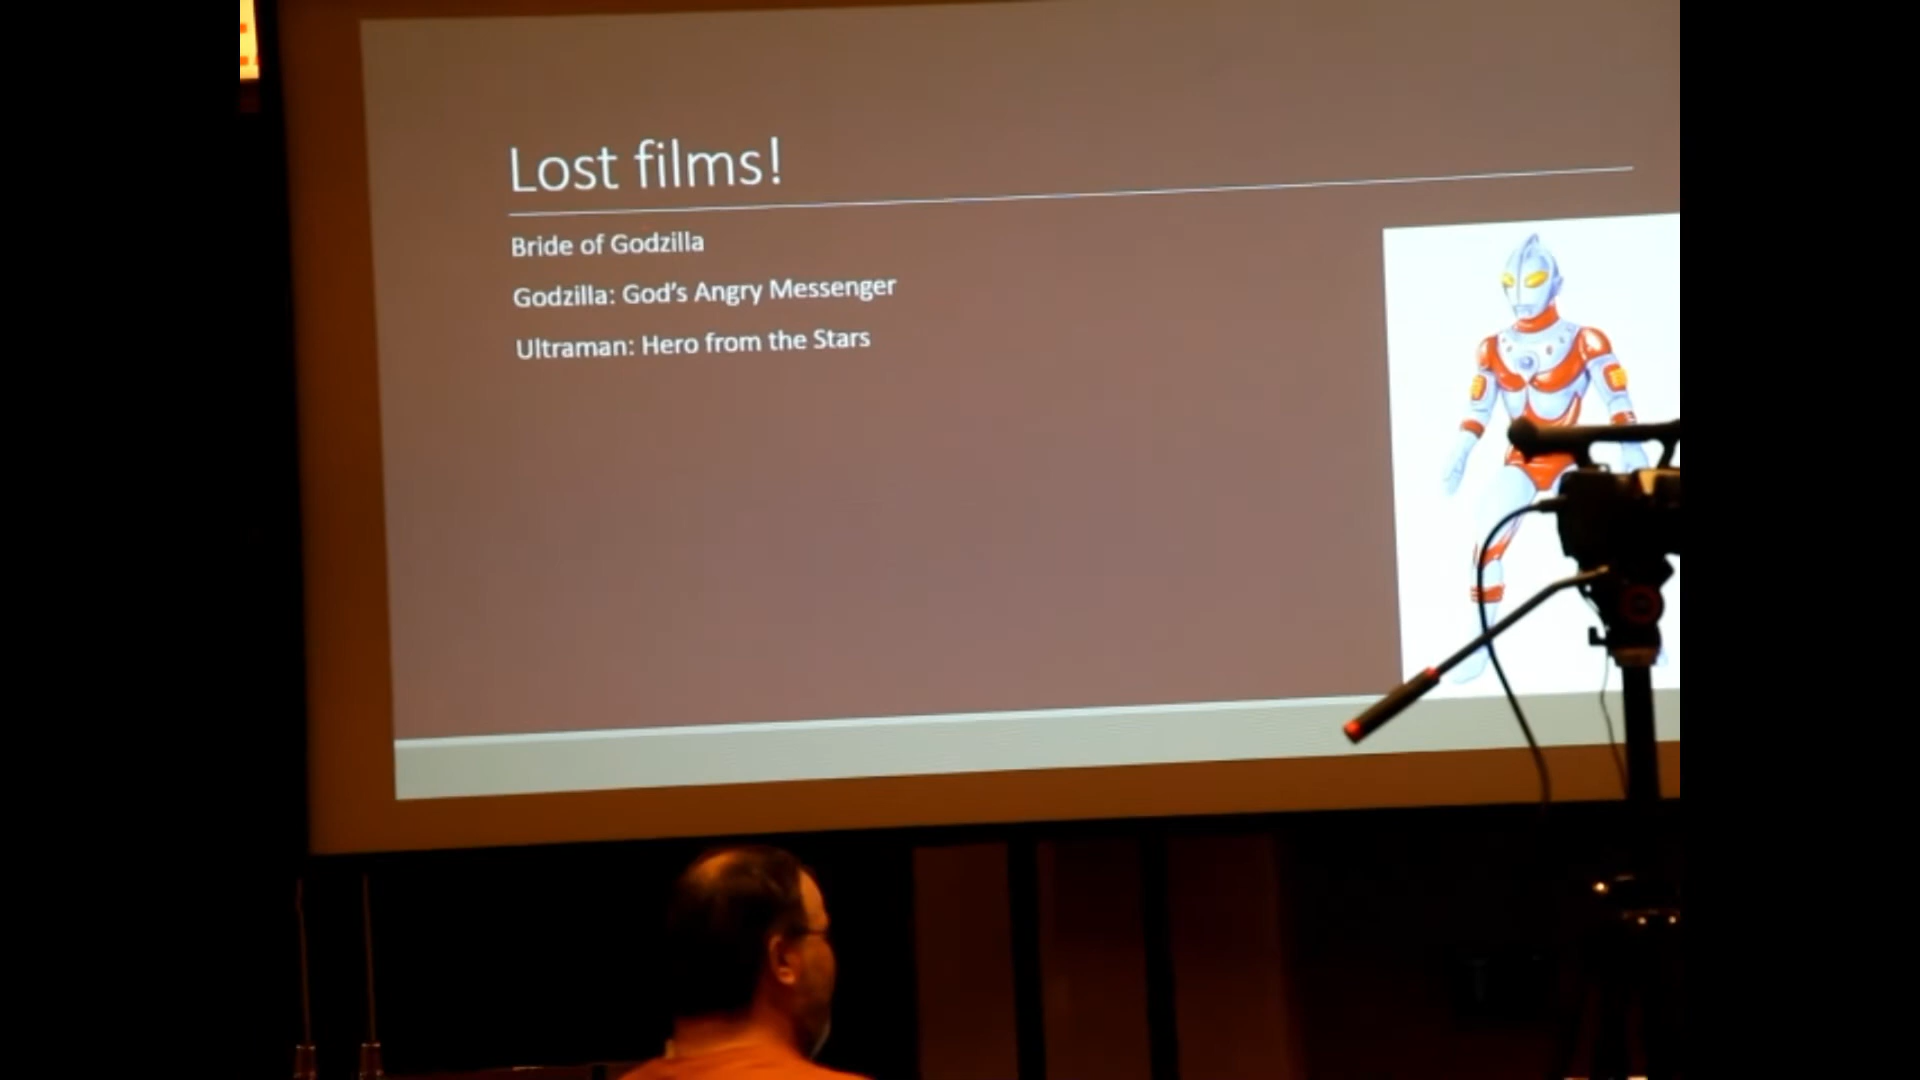 Lost films!
Bride of Godzilla
Godzilla: God's Angry Messenger
Ultraman: Hero from the Stars